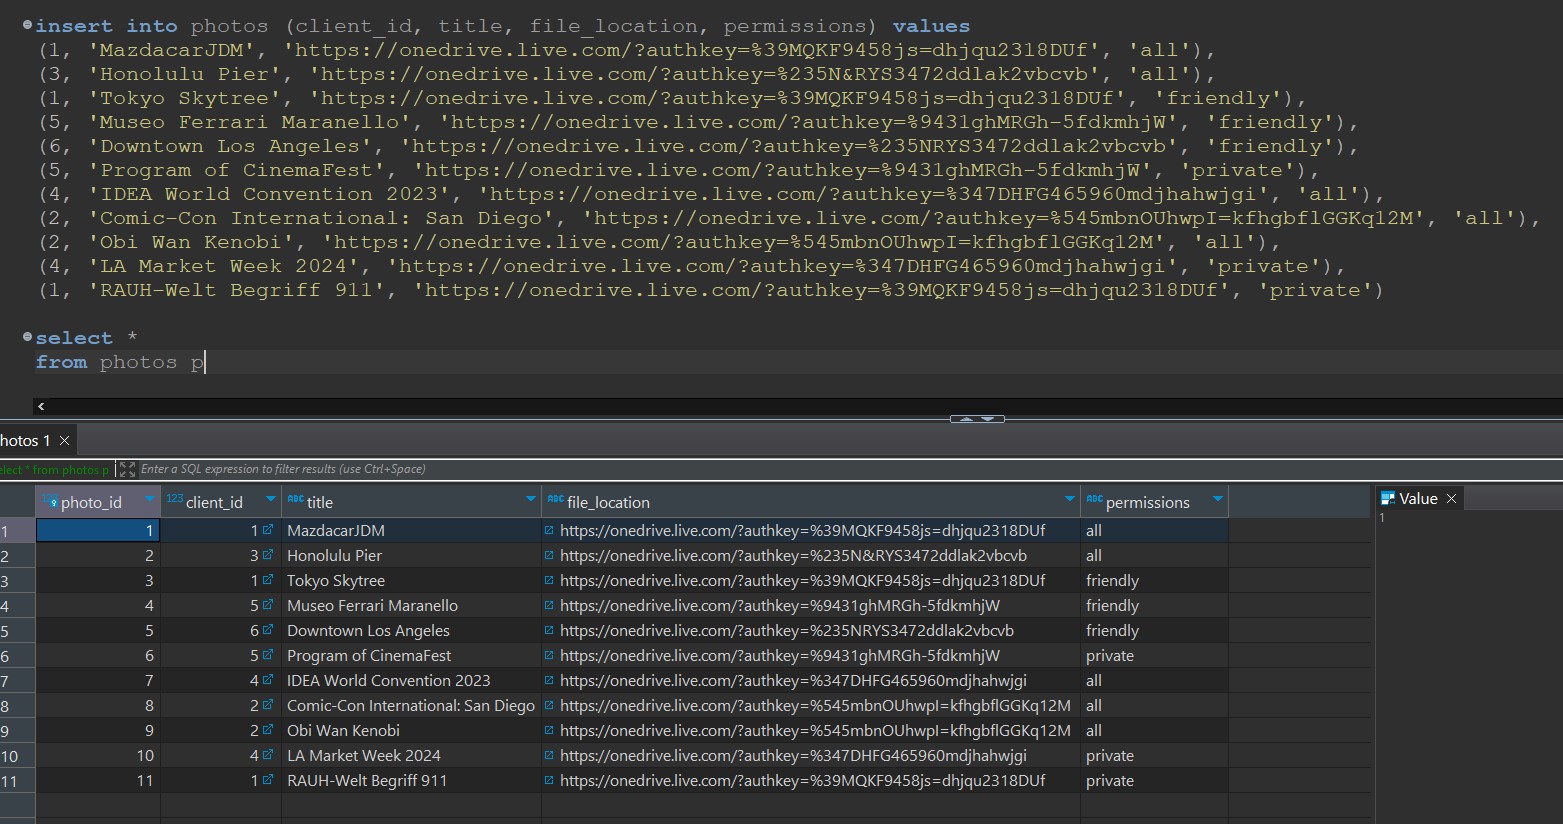 insert into photos (client_id, title, file_location, permissions) values
(1, 'MazdacarJDM', 'https://onedrive.live.com/?authkey=%39MQKF9458js=dhjqu2318DUf', 'all'),
(3, 'Honolulu Pier', 'https://onedrive.live.com/?authkey=%235N&RYS3472ddlak2vbcvb', 'all'),
(1, 'Tokyo Skytree', 'https://onedrive.live.com/?authkey=%39MQKF9458js=dhjqu2318DUf', 'friendly'),
(5, 'Museo Ferrari Maranello', 'https://onedrive.live.com/?authkey=%9431ghMRGh-5fdkmhjW', 'friendly'),
(6, 'Downtown Los Angeles', 'https://onedrive.live.com/?authkey=%235NRYS3472ddlak2vbcvb', 'friendly'),
(5, 'Program of CinemaFest', 'https://onedrive.live.com/?authkey=%9431ghMRGh-5fdkmhjW', 'private'),
(4, 'IDEA World Convention 2023', 'https://onedrive.live.com/?authkey=%347DHFG465960mdjhahwjgi', 'all'),
(2, 'Comic-Con International: San Diego', 'https://onedrive.live.com/?authkey=%545mbnOUhwpI=kfhgbflGGKq12M', 'all'),
(2, 'Obi Wan Kenobi', 'https://onedrive.live.com/?authkey=%545mbnOUhwpI=kfhgbflGGKq12M', 'all'),
(4, 'LA Market Week 2024', 'https://onedrive.live.com/?authkey=%347DHFG465960mdjhahwjgi', 'private'),
(1, 'RAUH-Welt Begriff 911', 'https://onedrive.live.com/?authkey=%39MQKF9458js=dhjqu2318DUf', 'private')
select *
from photos p
hotos 1
elect * from photos p Enter a SQL expression to filter results (use Ctrl+Space)
photo_id 123 client_id ABC title ABC file_location ABC permissions Value
1 1 1 MazdacarJDM https://onedrive.live.com/?authkey=%39MQKF9458js=dhjqu2318DUf all 1
2 2 3 Honolulu Pier https://onedrive.live.com/?authkey=%235N&RYS3472ddlak2vbcvb all
3 3 1 Tokyo Skytree https://onedrive.live.com/?authkey=%39MQKF9458js=dhjqu2318DUf friendly
4 4 5 Museo Ferrari Maranello https://onedrive.live.com/?authkey=%9431ghMRGh-5fdkmhjW friendly
5 5 6 Downtown Los Angeles https://onedrive.live.com/?authkey=%235NRYS3472ddlak2vbcvb friendly
6 6 5 Program of CinemaFest https://onedrive.live.com/?authkey=%9431ghMRGh-5fdkmhjW private
7 7 4 IDEA World Convention 2023 https://onedrive.live.com/?authkey=%347DHFG465960mdjhahwjgi all
8 8 2 Comic-Con International: San Diego https://onedrive.live.com/?authkey=%545mbnOUhwpI=kfhgbflGGKq12M all
9 9 2 Obi Wan Kenobi https://onedrive.live.com/?authkey=%545mbnOUhwpI=kfhgbflGGKq12M all
10 10 4 LA Market Week 2024 https://onedrive.live.com/?authkey=%347DHFG465960mdjhahwjgi private
11 11 1 RAUH-Welt Begriff 911 https://onedrive.live.com/?authkey=%39MQKF9458js=dhjqu2318DUf private